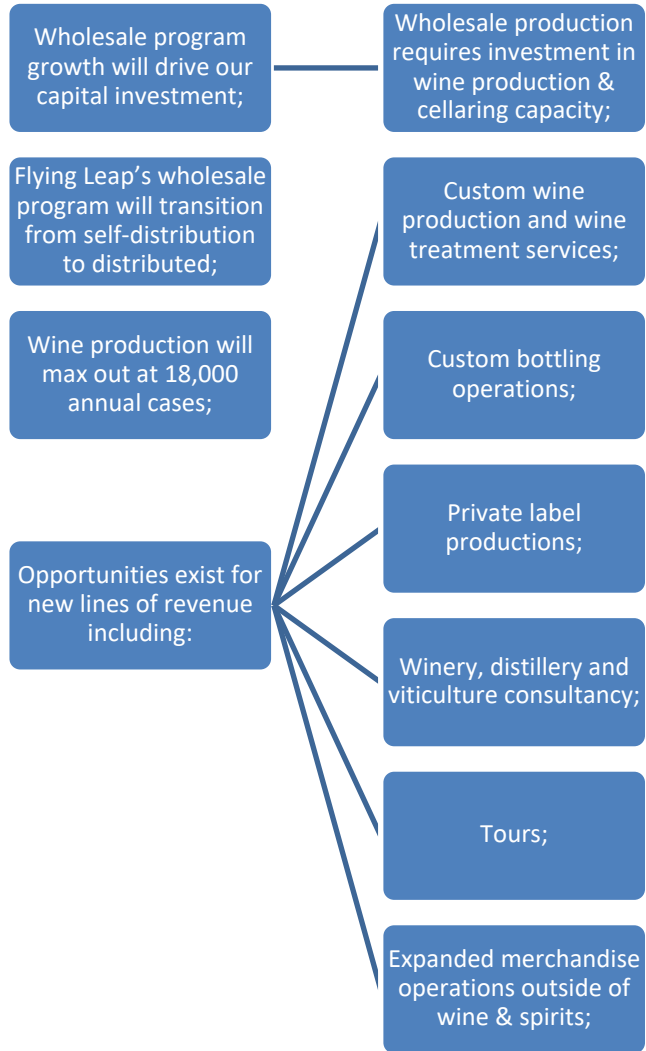 Wholesale program
growth will drive our
capital investment;
Wholesale production
requires investment in
wine production &
cellaring capacity;
Flying Leap's wholesale
program will transition
from self-distribution
to distributed;
Wine production will
max out at 18,000
annual cases;
Opportunities exist for
new lines of revenue
including:
Custom wine
production and wine
treatment services;
Custom bottling
operations;
Private label
productions;
Winery, distillery and
viticulture consultancy;
Tours;
Expanded merchandise
operations outside of
wine & spirits;